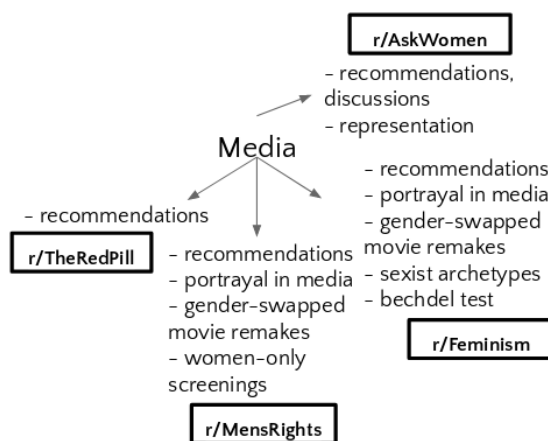 r/AskWomen
- recommendations,
discussions
- representation
Media
- recommendations
r/TheRedPill
- recommendations
- portrayal in media
- gender-swapped
movie remakes
- women-only
screenings
r/MensRights
- recommendations
- portrayal in media
- gender-swapped
movie remakes
- sexist archetypes
- bechdel test
r/Feminism